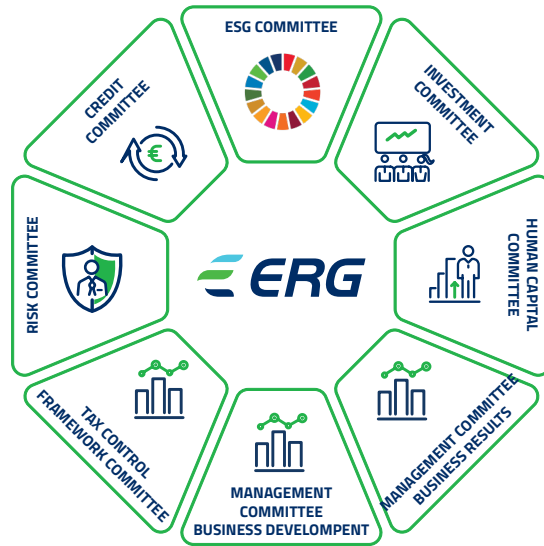 ESG COMMITTEE
INVESTMENT
COMMITTEE
HUMAN CAPITAL
COMMITTEE
MANAGEMENT COMMITTEE
BUSINESS RESULTS
MANAGEMENT
COMMITTEE
BUSINESS DEVELOMPENT
TAX CONTROL
FRAMEWORK COMMITTEE
RISK COMMITTEE
CREDIT
COMMITTEE
€
ERG